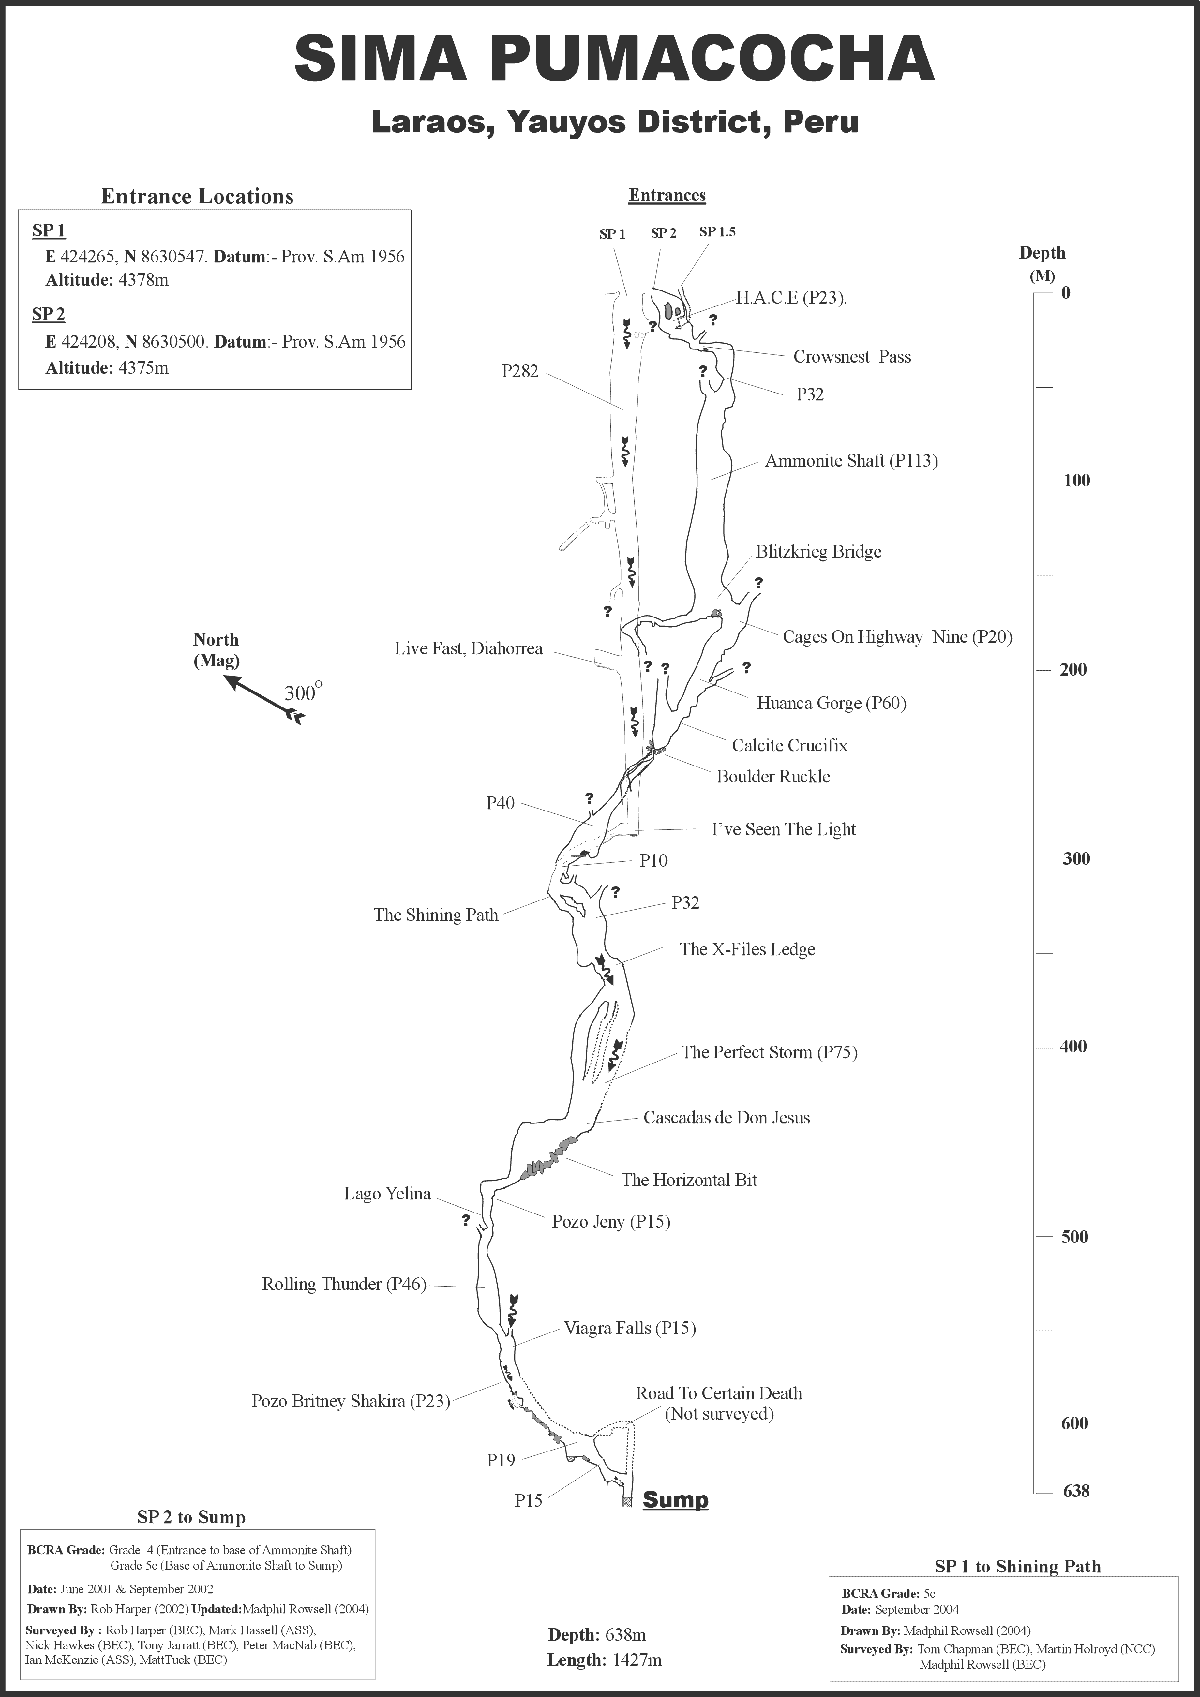 SIMA PUMACOCHA
Laraos, Yauyos District, Peru
Entrance Locations
SP 1
E 424265, N 8630547. Datum:- Prov. S.Am 1956
Altitude: 4378m
SP 2
E 424208, N 8630500. Datum:- Prov. S.Am 1956
Altitude: 4375m
Entrances
SP 1
SP 2
SP 1.5
Depth
(M)
0
H.A.C.E (P23).
?
?
Crowsnest Pass
P282
?
P32
Ammonite Shaft (P113)
100
Blitzkrieg Bridge
?
?
Cages On Highway Nine (P20)
North
(Mag)
300°
Live Fast, Diahorrea
? ?
?
200
Huanca Gorge (P60)
Calcite Crucifix
Boulder Ruckle
P40
?
I've Seen The Light
300
P10
?
The Shining Path
P32
The X-Files Ledge
400
The Perfect Storm (P75)
Cascadas de Don Jesus
The Horizontal Bit
Lago Yelina
?
Pozo Jeny (P15)
500
Rolling Thunder (P46)
Viagra Falls (P15)
Pozo Britney Shakira (P23)
Road To Certain Death
(Not surveyed)
600
P19
P15
Sump
638
SP 2 to Sump
BCRA Grade: Grade 4 (Entrance to base of Ammonite Shaft)
Grade 5c (Base of Ammonite Shaft to Sump)
Date: June 2001 & September 2002
Drawn By: Rob Harper (2002) Updated:Madphil Rowsell (2004)
Surveyed By : Rob Harper (BEC), Mark Hassell (ASS),
Nick Hawkes (BEC), Tony Jarratt (BEC), Peter MacNab (BEC),
Ian McKenzie (ASS), MattTuck (BEC)
Depth: 638m
Length: 1427m
SP 1 to Shining Path
BCRA Grade: 5c
Date: September 2004
Drawn By: Madphil Rowsell (2004)
Surveyed By: Tom Chapman (BEC), Martin Holroyd (NCC)
Madphil Rowsell (BEC)